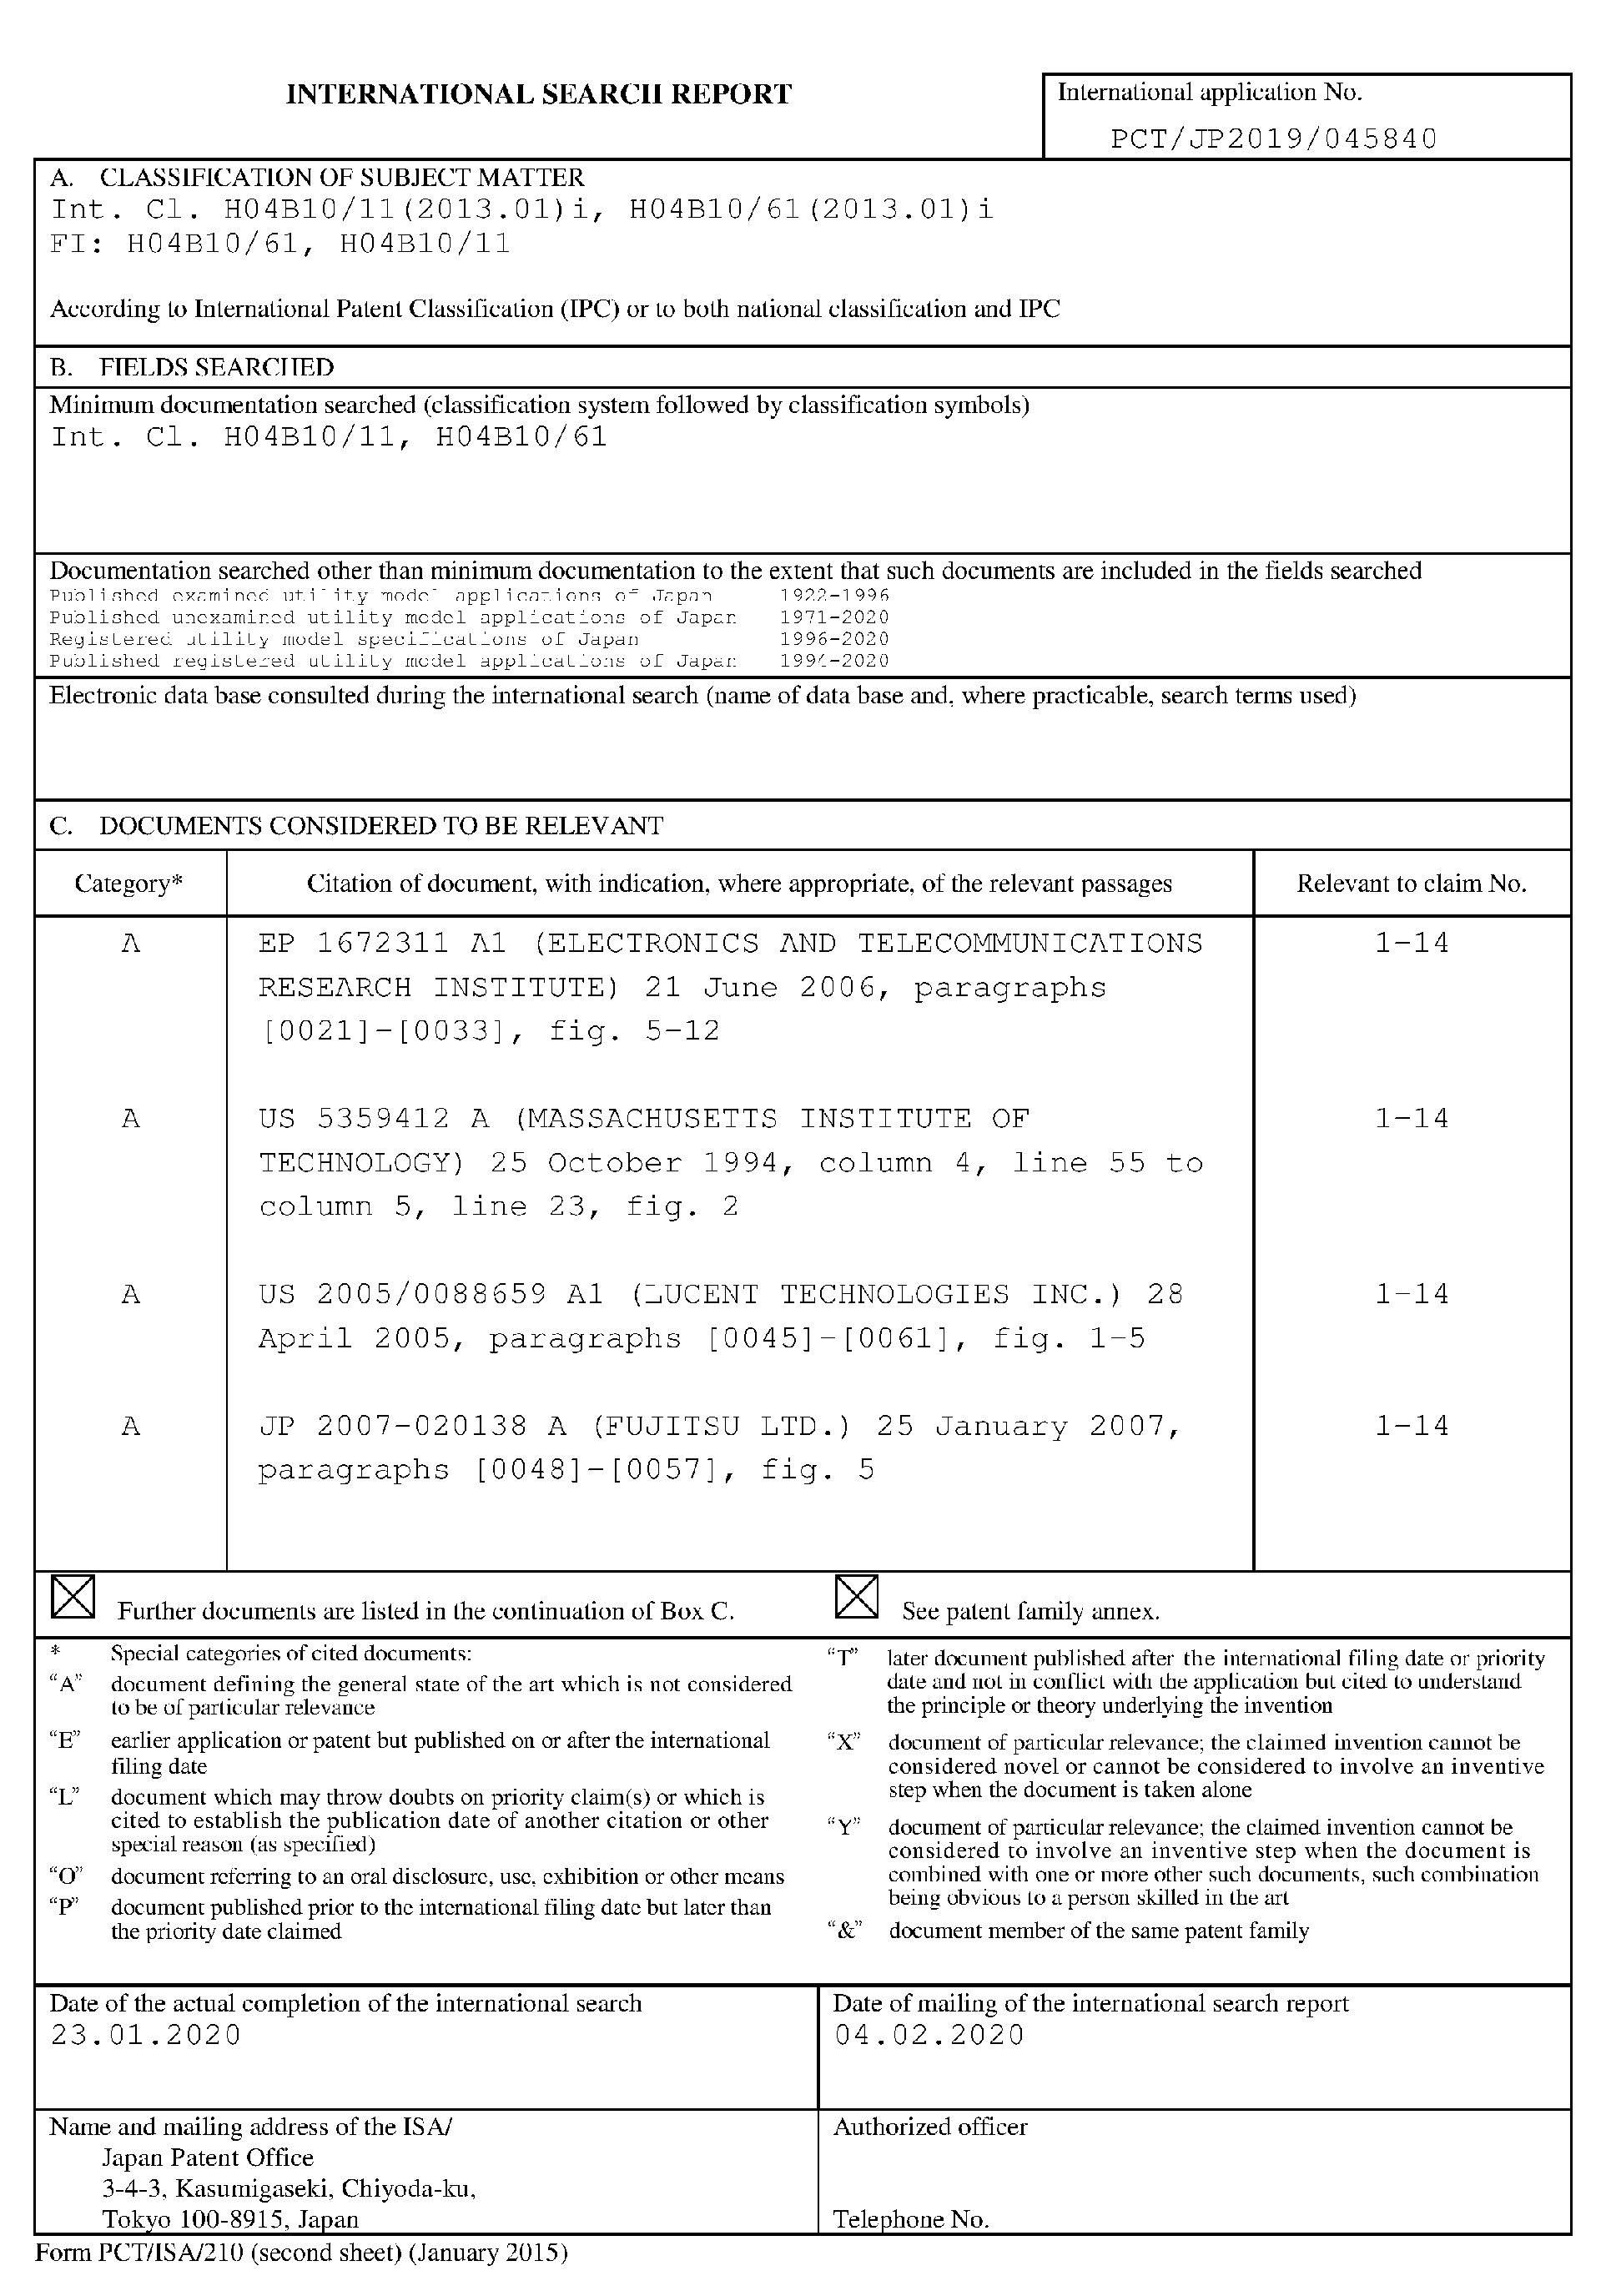 INTERNATIONAL SEARCH REPORT
International application No.
PCT/JP2019/045840
A. CLASSIFICATION OF SUBJECT MATTER
Int. Cl. H04B10/11(2013.01)i, H04B10/61(2013.01)i
FI: H04B10/61, H04B10/11
According to International Patent Classification (IPC) or to both national classification and IPC
B. FIELDS SEARCHED
Minimum documentation searched (classification system followed by classification symbols)
Int. Cl. H04B10/11, H04B10/61
Documentation searched other than minimum documentation to the extent that such documents are included in the fields searched
Published examined utility model applications of Japan 1922-1996
Published unexamined utility model applications of Japan 1971-2020
Registered utility model specifications of Japan 1996-2020
Published registered utility model applications of Japan 1994-2020
Electronic data base consulted during the international search (name of data base and, where practicable, search terms used)
C. DOCUMENTS CONSIDERED TO BE RELEVANT
Category* Citation of document, with indication, where appropriate, of the relevant passages Relevant to claim No.
A EP 1672311 A1 (ELECTRONICS AND TELECOMMUNICATIONS 1-14
RESEARCH INSTITUTE) 21 June 2006, paragraphs
[0021]-[0033], fig. 5-12
A US 5359412 A (MASSACHUSETTS INSTITUTE OF 1-14
TECHNOLOGY) 25 October 1994, column 4, line 55 to
column 5, line 23, fig. 2
A US 2005/0088659 A1 (LUCENT TECHNOLOGIES INC.) 28 1-14
April 2005, paragraphs [0045]-[0061], fig. 1-5
A JP 2007-020138 A (FUJITSU LTD.) 25 January 2007, 1-14
paragraphs [0048]-[0057], fig. 5
Further documents are listed in the continuation of Box C.
See patent family annex.
* Special categories of cited documents:
"A" document defining the general state of the art which is not considered
to be of particular relevance
"E" earlier application or patent but published on or after the international
filing date
"L" document which may throw doubts on priority claim(s) or which is
cited to establish the publication date of another citation or other
special reason (as specified)
"O" document referring to an oral disclosure, use, exhibition or other means
"P" document published prior to the international filing date but later than
the priority date claimed
"T" later document published after the international filing date or priority
date and not in conflict with the application but cited to understand
the principle or theory underlying the invention
"X" document of particular relevance; the claimed invention cannot be
considered novel or cannot be considered to involve an inventive
step when the document is taken alone
"Y" document of particular relevance; the claimed invention cannot be
considered to involve an inventive step when the document is
combined with one or more other such documents, such combination
being obvious to a person skilled in the art
"&" document member of the same patent family
Date of the actual completion of the international search
23.01.2020
Date of mailing of the international search report
04.02.2020
Name and mailing address of the ISA/
Japan Patent Office
3-4-3, Kasumigaseki, Chiyoda-ku,
Tokyo 100-8915, Japan
Authorized officer
Telephone No.
Form PCT/ISA/210 (second sheet) (January 2015)